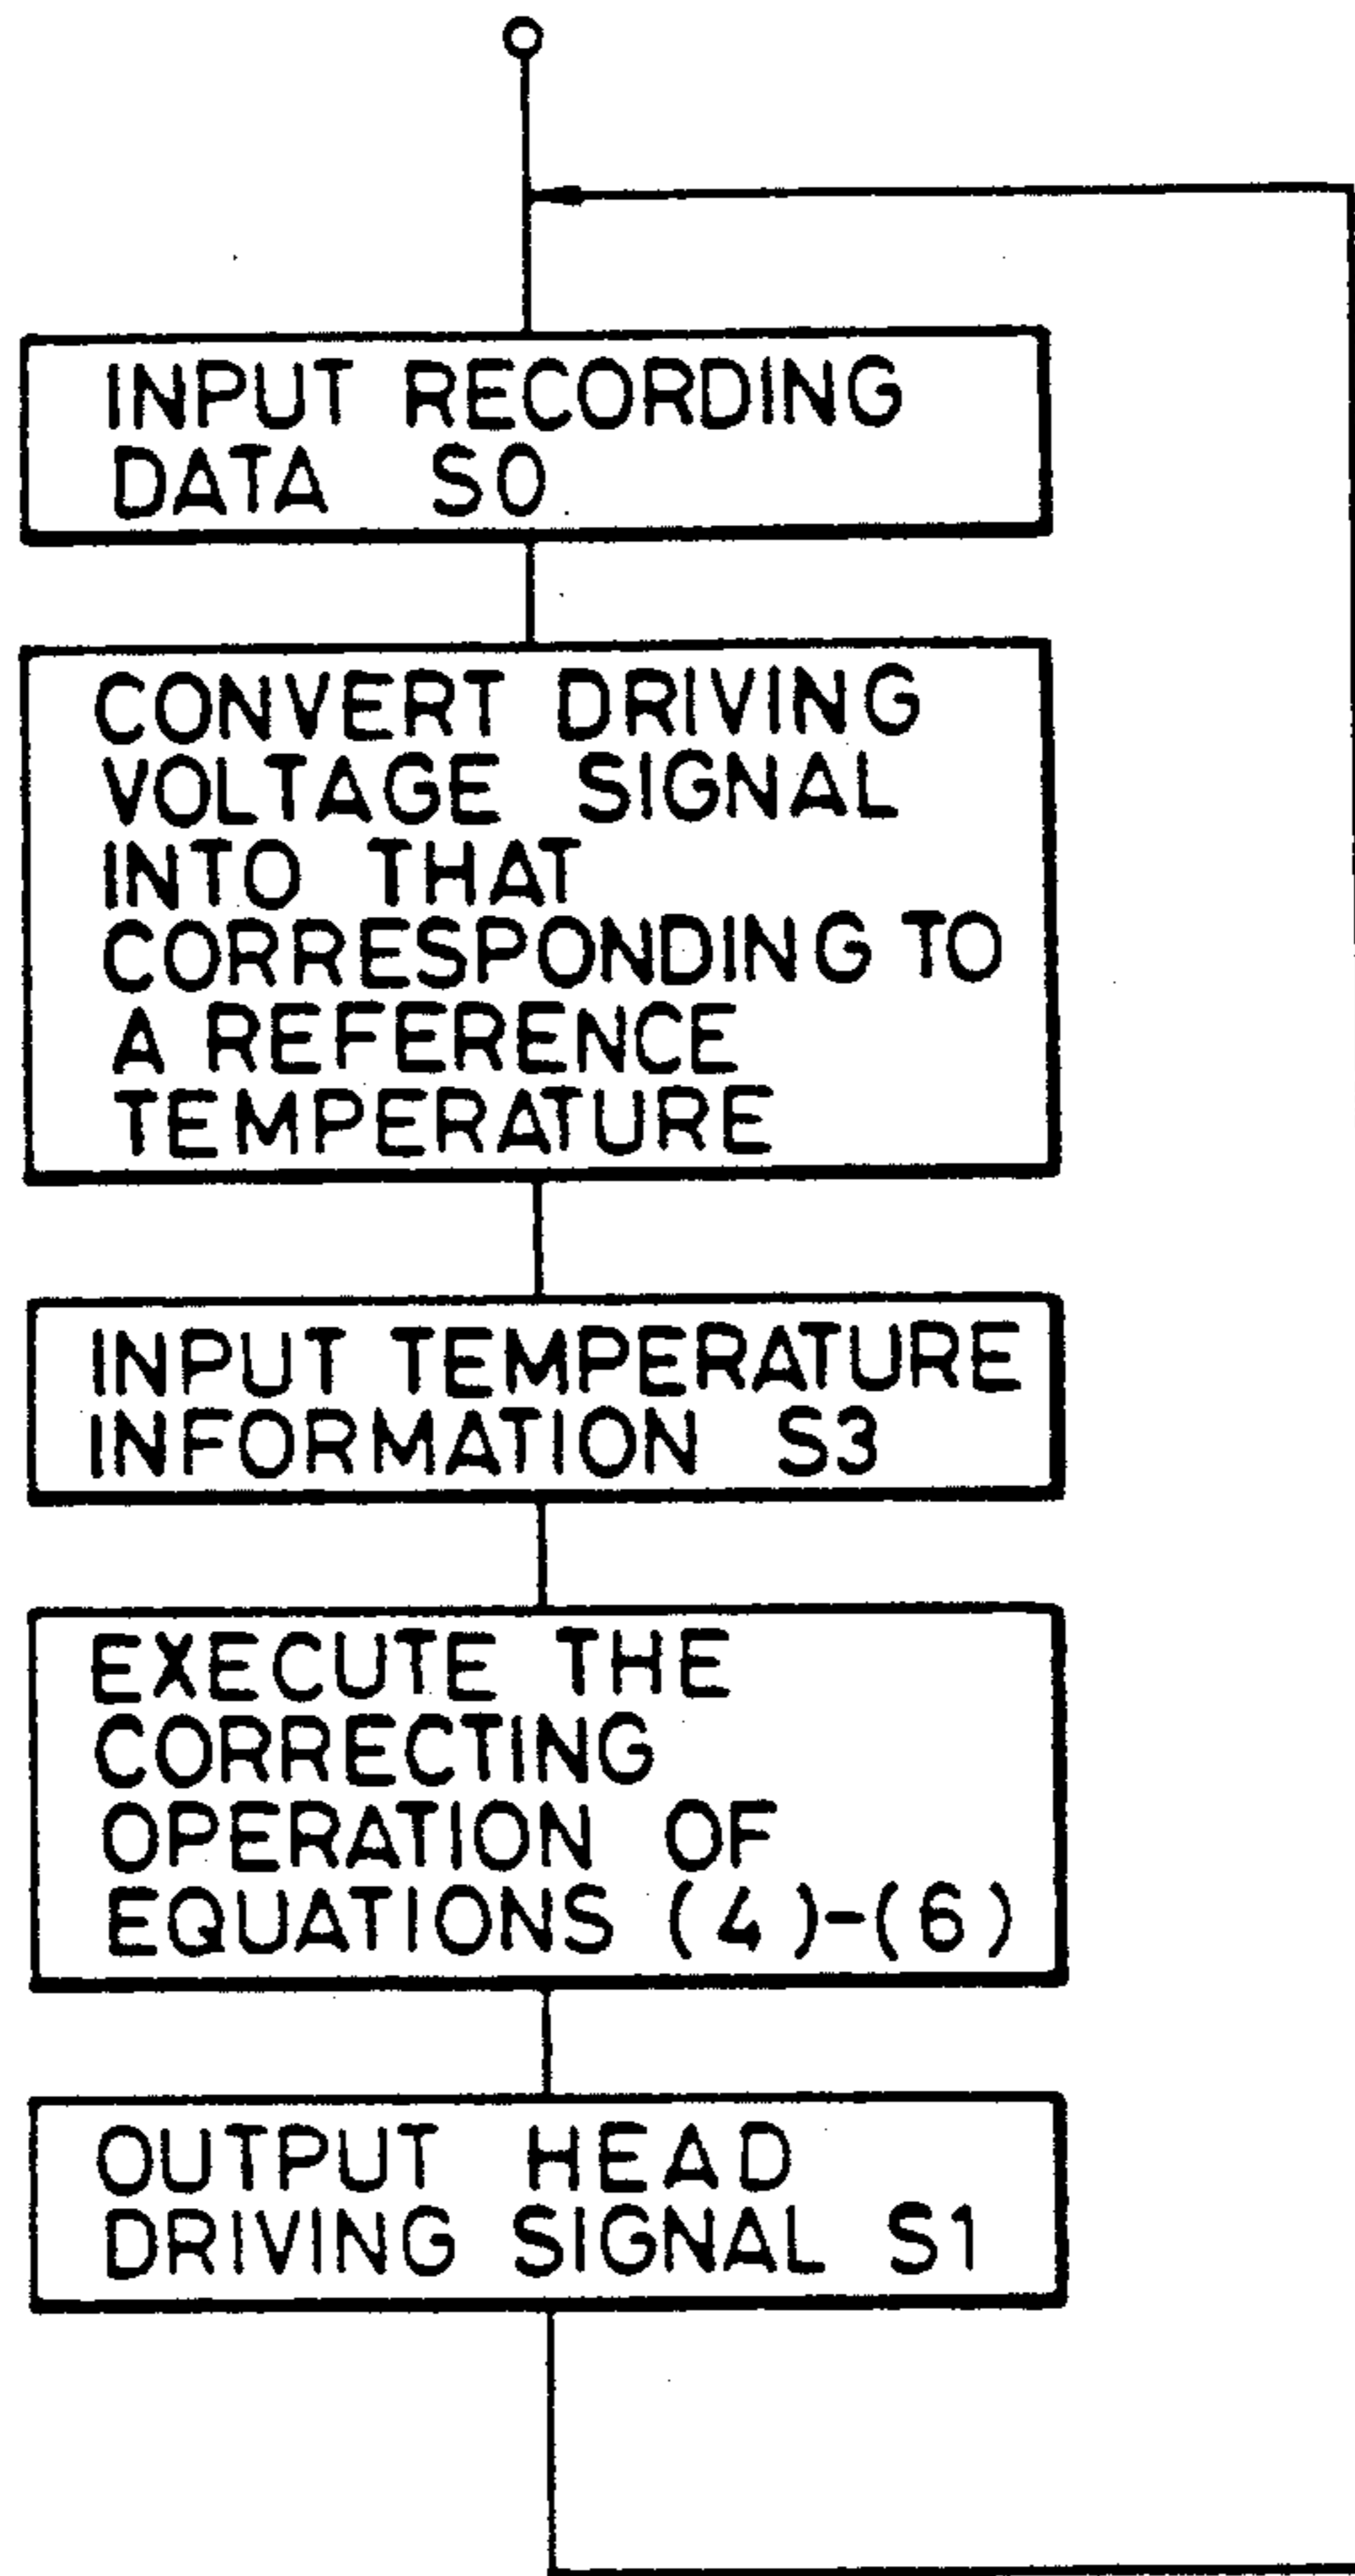 INPUT RECORDING
DATA S0
CONVERT DRIVING
VOLTAGE SIGNAL
INTO THAT
CORRESPONDING TO
A REFERENCE
TEMPERATURE
INPUT TEMPERATURE
INFORMATION S3
EXECUTE THE
CORRECTING
OPERATION OF
EQUATIONS (4)-(6)
OUTPUT HEAD
DRIVING SIGNAL S1